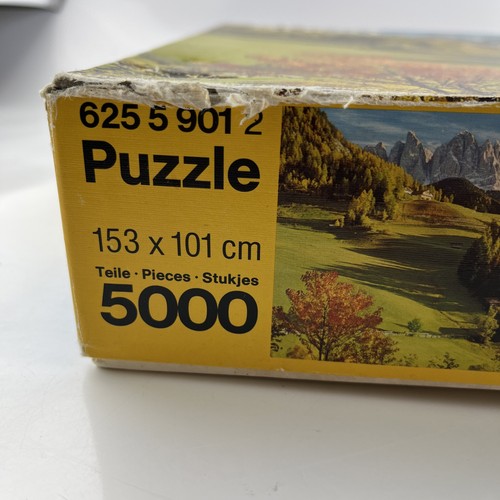 625 5 901 2
Puzzle
153 x 101 cm
Teile · Pieces · Stukjes
5000